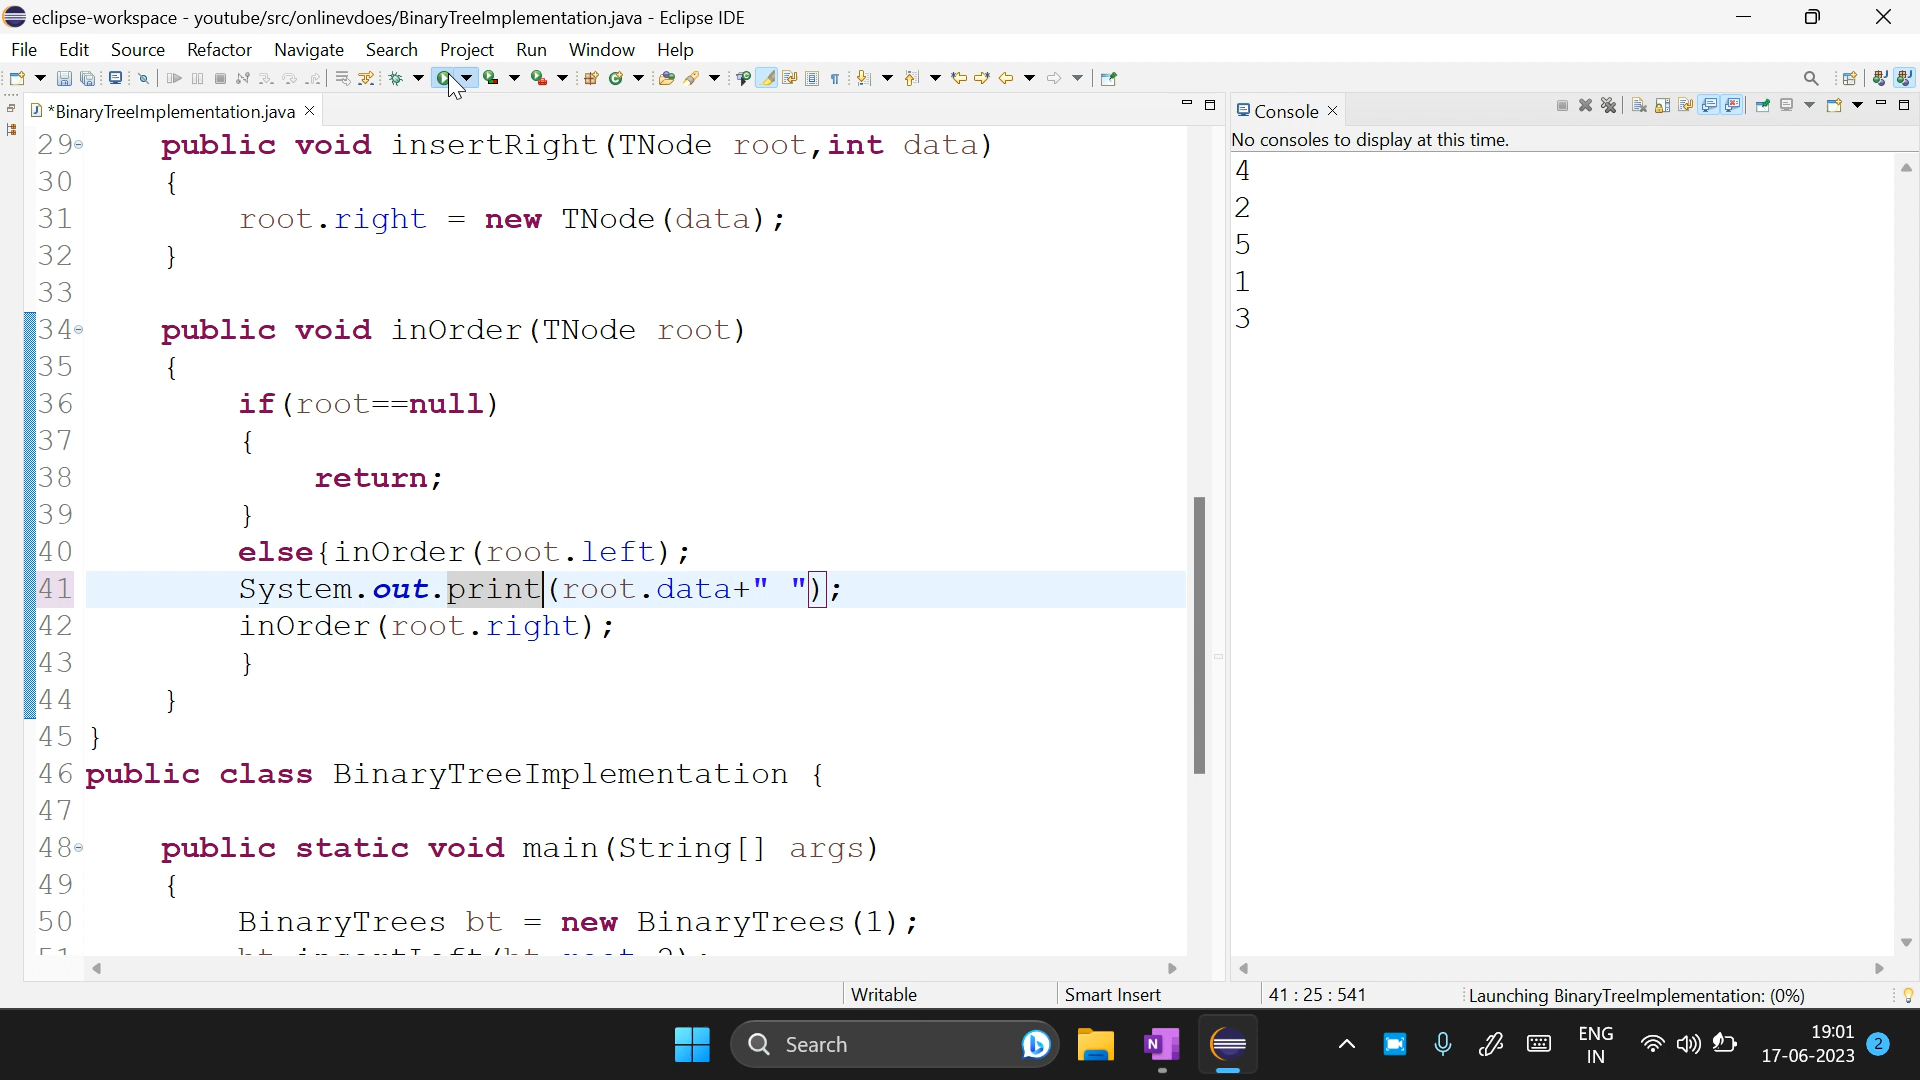 eclipse-workspace - youtube/src/onlinevdoes/BinaryTreeImplementation.java - Eclipse IDE
File Edit Source Refactor Navigate Search Project Run Window Help
*BinaryTreeImplementation.java
29 public void insertRight(TNode root,int data)
30 {
31 root.right = new TNode(data);
32 }
33
34 public void inOrder(TNode root)
35 {
36 if(root==null)
37 {
38 return;
39 }
40 else{inOrder(root.left);
41 System.out.print(root.data+" ");
42 inOrder(root.right);
43 }
44 }
45 }
46 public class BinaryTreeImplementation {
47
48 public static void main(String[] args)
49 {
50 BinaryTrees bt = new BinaryTrees(1);
Console
No consoles to display at this time.
4
2
5
1
3
Writable Smart Insert 41 : 25 : 541 Launching BinaryTreeImplementation: (0%)
Search
ENG
IN
19:01
17-06-2023
2